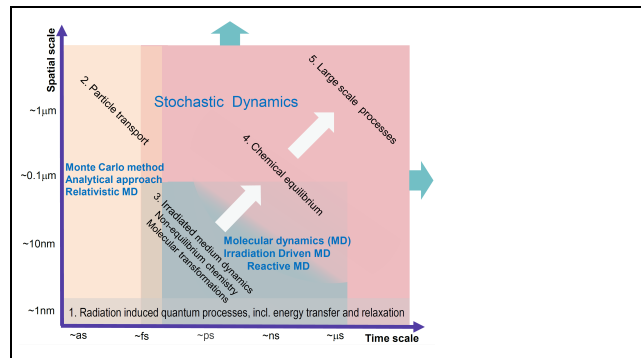 Spatial scale
~1μm
~0.1μm
~10nm
~1nm
2. Particle transport
Stochastic Dynamics
5. Large scale processes
4. Chemical equilibrium
Monte Carlo method
Analytical approach
Relativistic MD
3. Irradiated medium dynamics
Non-equilibrium chemistry
Molecular transformations
Molecular dynamics (MD)
Irradiation Driven MD
Reactive MD
1. Radiation induced quantum processes, incl. energy transfer and relaxation
~as
~fs
~ps
~ns
~μs
Time scale